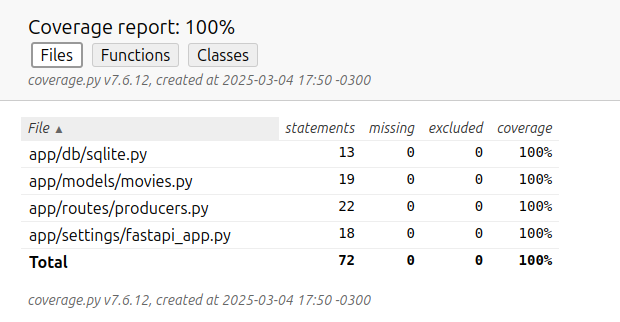 Coverage report: 100%
Files Functions Classes
coverage.py v7.6.12, created at 2025-03-04 17:50 -0300
File ▲ statements missing excluded coverage
app/db/sqlite.py 13 0 0 100%
app/models/movies.py 19 0 0 100%
app/routes/producers.py 22 0 0 100%
app/settings/fastapi_app.py 18 0 0 100%
Total 72 0 0 100%
coverage.py v7.6.12, created at 2025-03-04 17:50 -0300